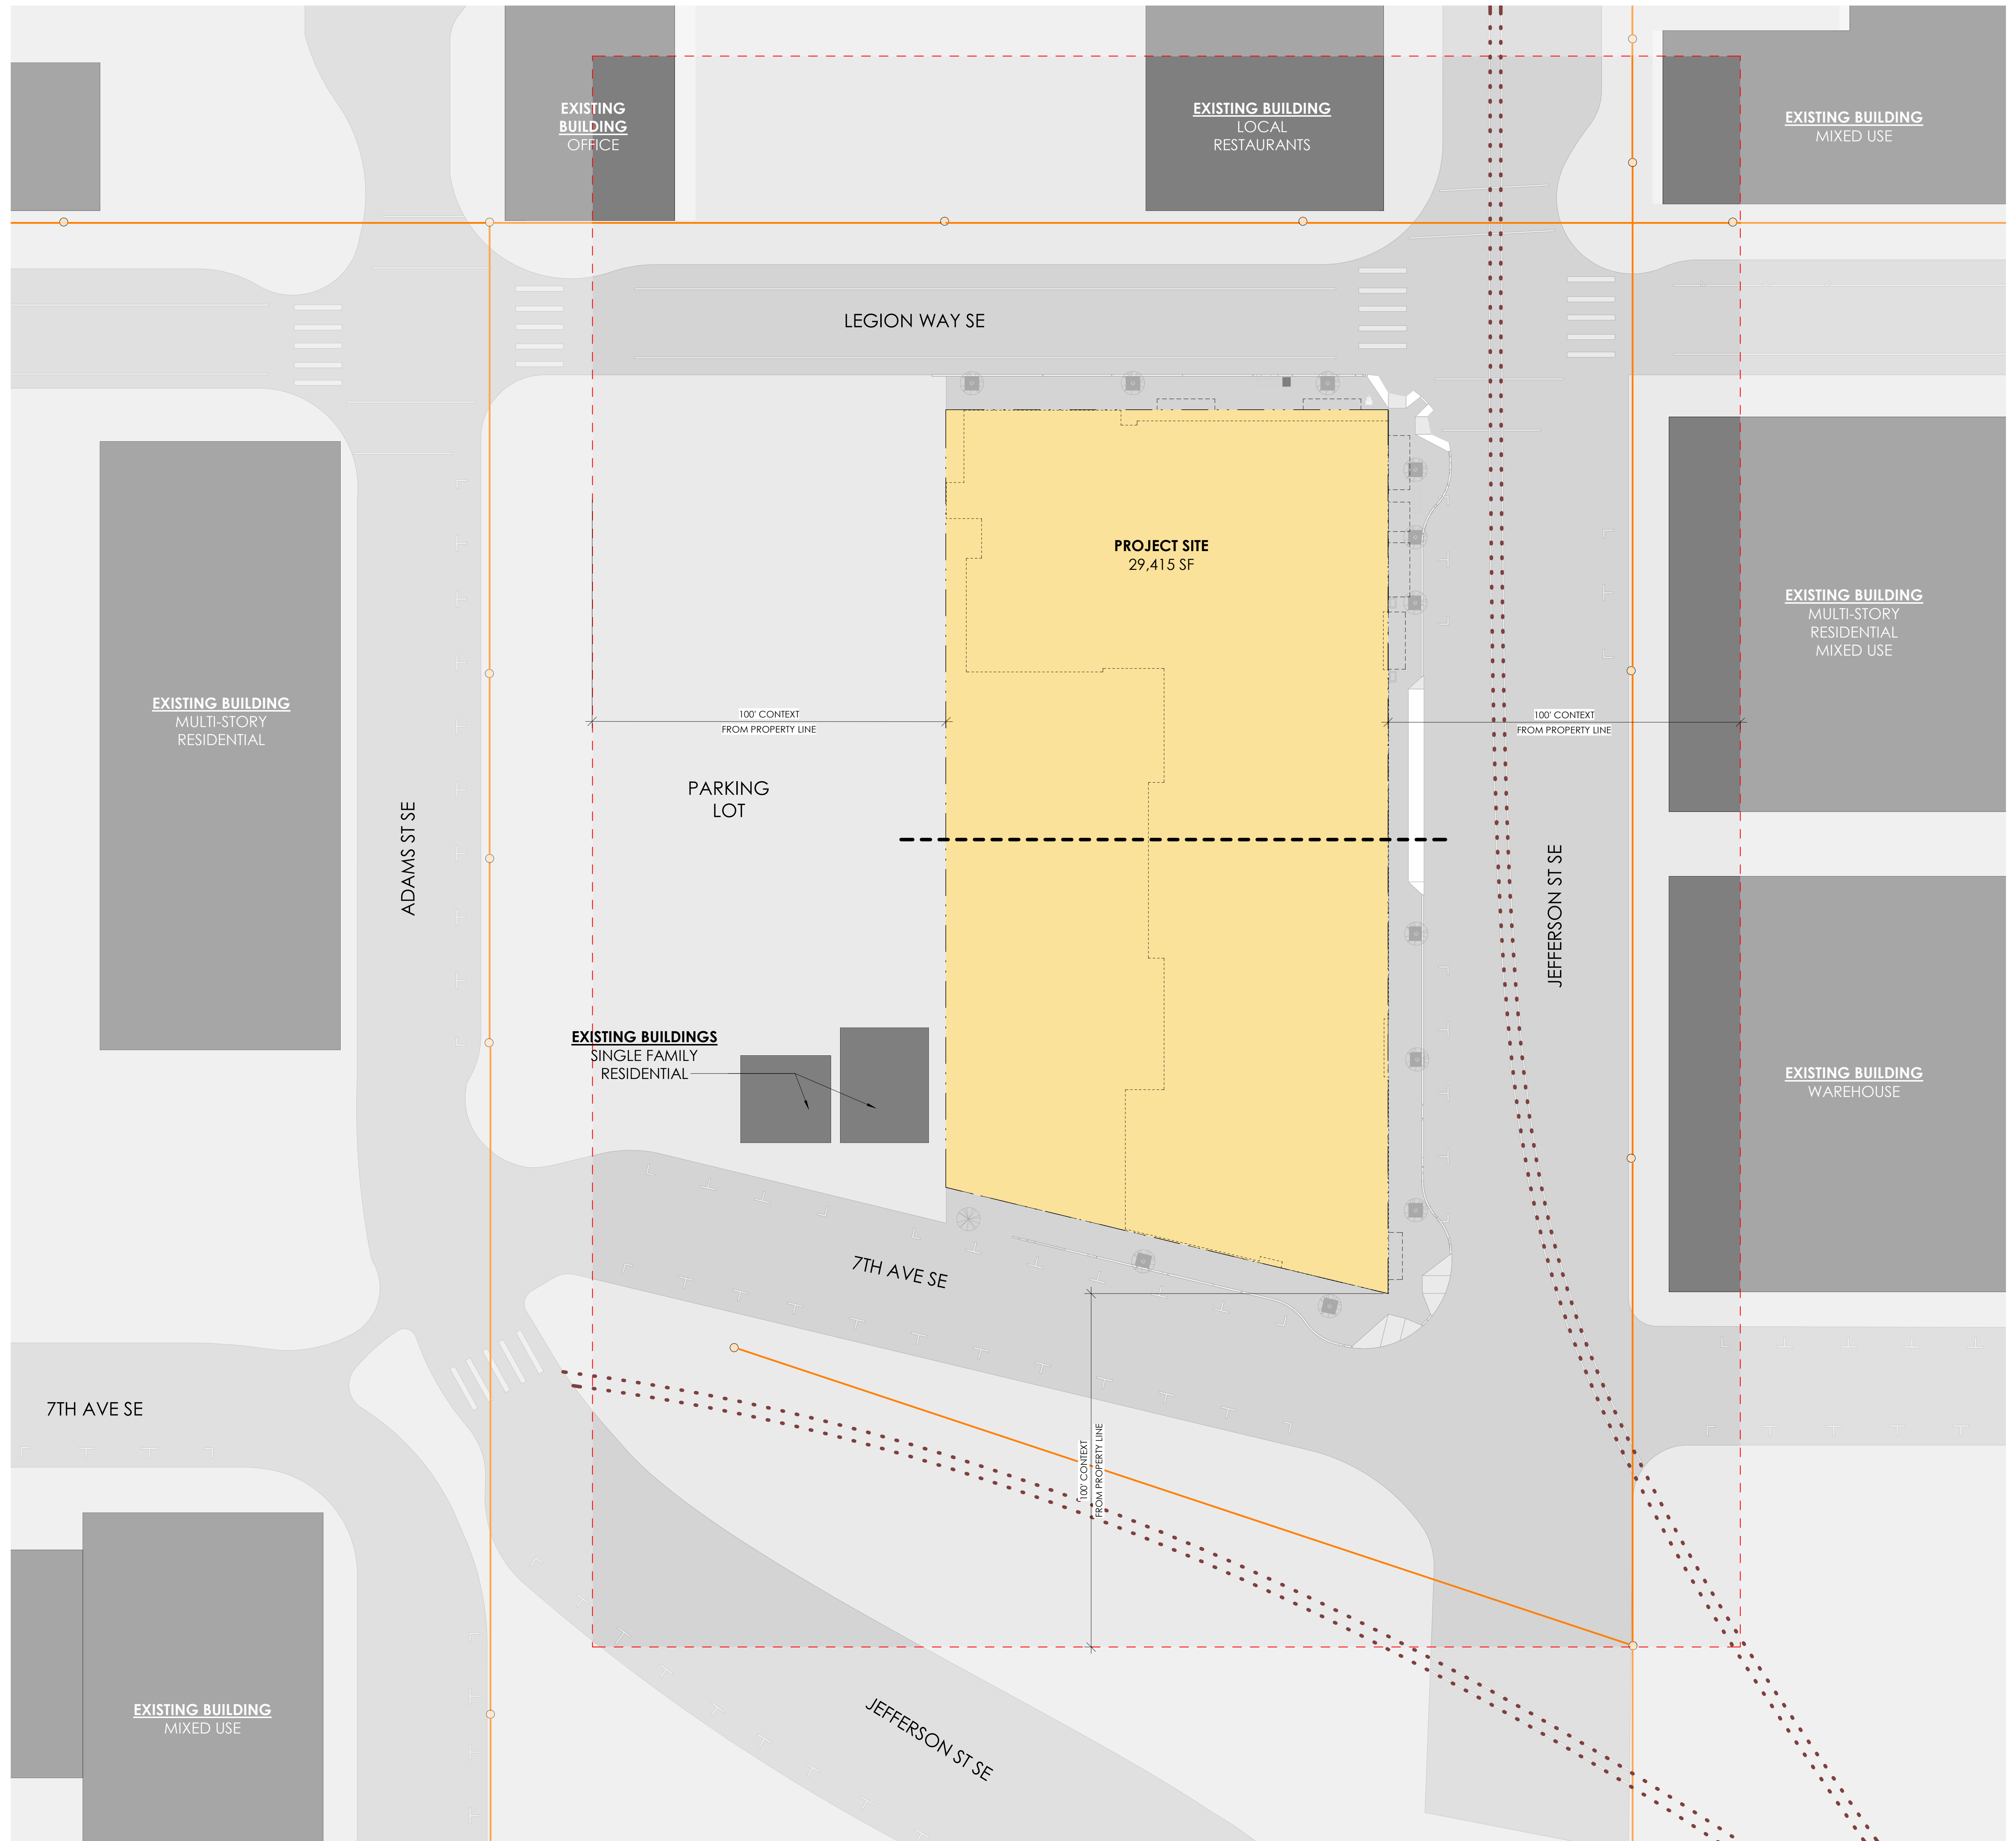 EXISTING
BUILDING
OFFICE
EXISTING BUILDING
LOCAL
RESTAURANTS
EXISTING BUILDING
MIXED USE
LEGION WAY SE
PROJECT SITE
29,415 SF
EXISTING BUILDING
MULTI-STORY
RESIDENTIAL
MIXED USE
EXISTING BUILDING
MULTI-STORY
RESIDENTIAL
100' CONTEXT
FROM PROPERTY LINE
100' CONTEXT
FROM PROPERTY LINE
PARKING
LOT
ADAMS ST SE
JEFFERSON ST SE
EXISTING BUILDINGS
SINGLE FAMILY
RESIDENTIAL
EXISTING BUILDING
WAREHOUSE
7TH AVE SE
7TH AVE SE
100' CONTEXT
FROM PROPERTY LINE
EXISTING BUILDING
MIXED USE
JEFFERSON ST SE